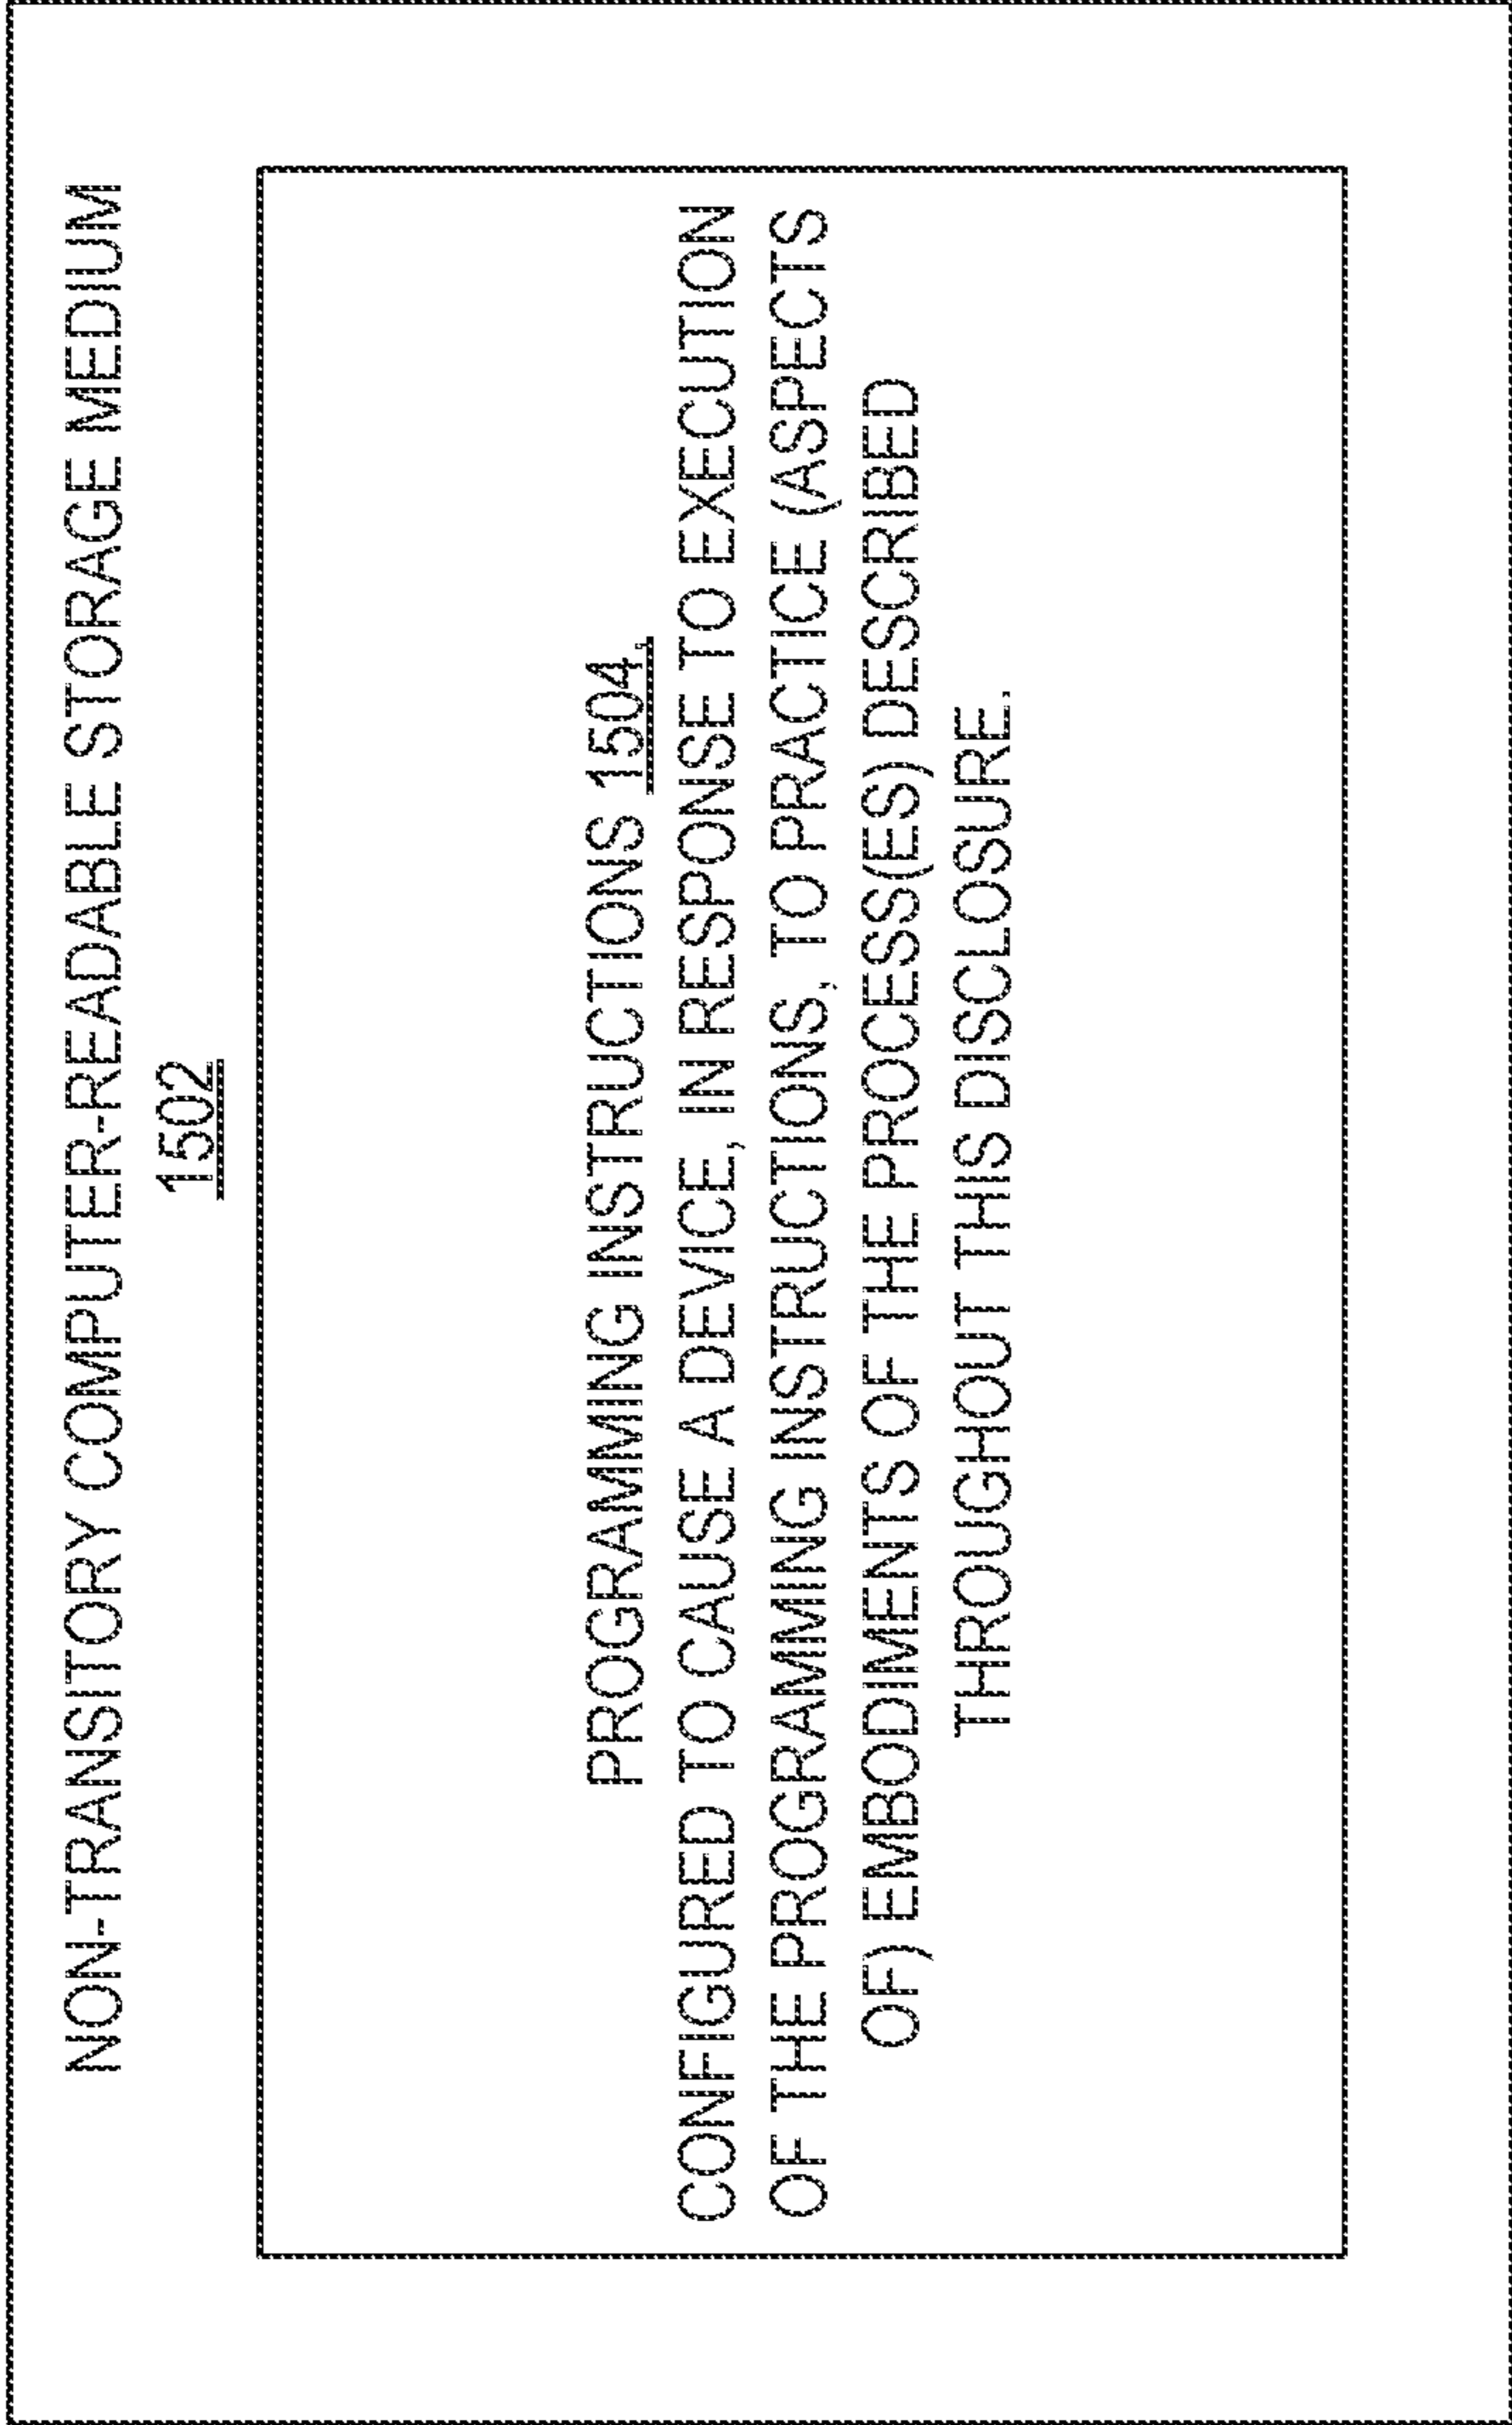 NON-TRANSITORY COMPUTER-READABLE STORAGE MEDIUM
1502
PROGRAMMING INSTRUCTIONS 1504,
CONFIGURED TO CAUSE A DEVICE, IN RESPONSE TO EXECUTION
OF THE PROGRAMMING INSTRUCTIONS, TO PRACTICE (ASPECTS
OF) EMBODIMENTS OF THE PROCESS(ES) DESCRIBED
THROUGHOUT THIS DISCLOSURE.